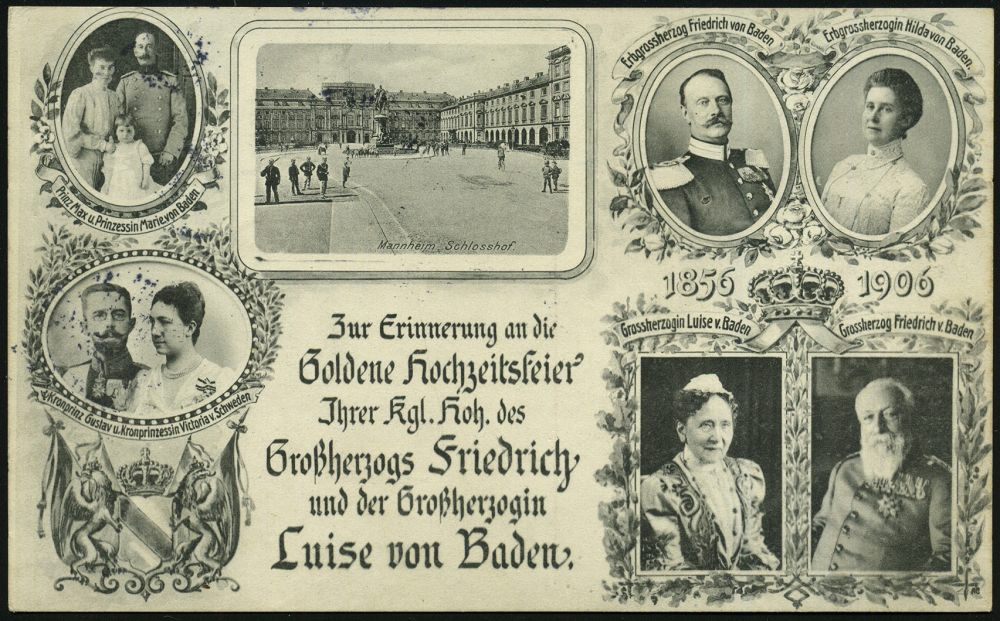 Prinz Max u. Prinzessin Marie von Baden
Mannheim. Schlosshof.
Erbgrossherzog Friedrich von Baden
Erbgrossherzogin Hilda von Baden.
1856 1906
Kronprinz Gustav u. Kronprinzessin Victoria v. Schweden
Grossherzogin Luise v. Baden
Grossherzog Friedrich v. Baden
Zur Erinnerung an die
Goldene Hochzeitsfeier
Ihrer Kgl. Hoh. des
Großherzogs Friedrich
und der Großherzogin
Luise von Baden.